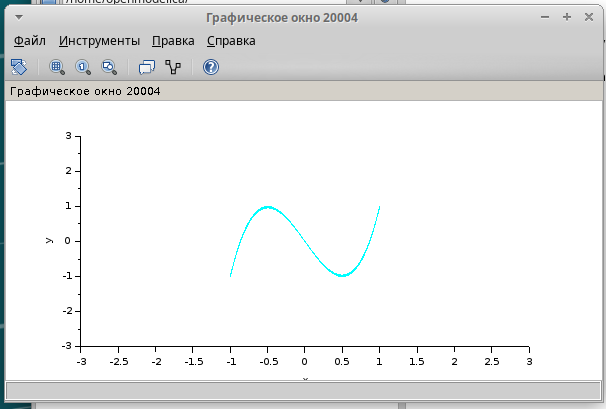 /home/openmodelica/
Графическое окно 20004
Файл Инструменты Правка Справка
Графическое окно 20004
3
2
1
y 0
-1
-2
-3
-3 -2.5 -2 -1.5 -1 -0.5 0 0.5 1 1.5 2 2.5 3